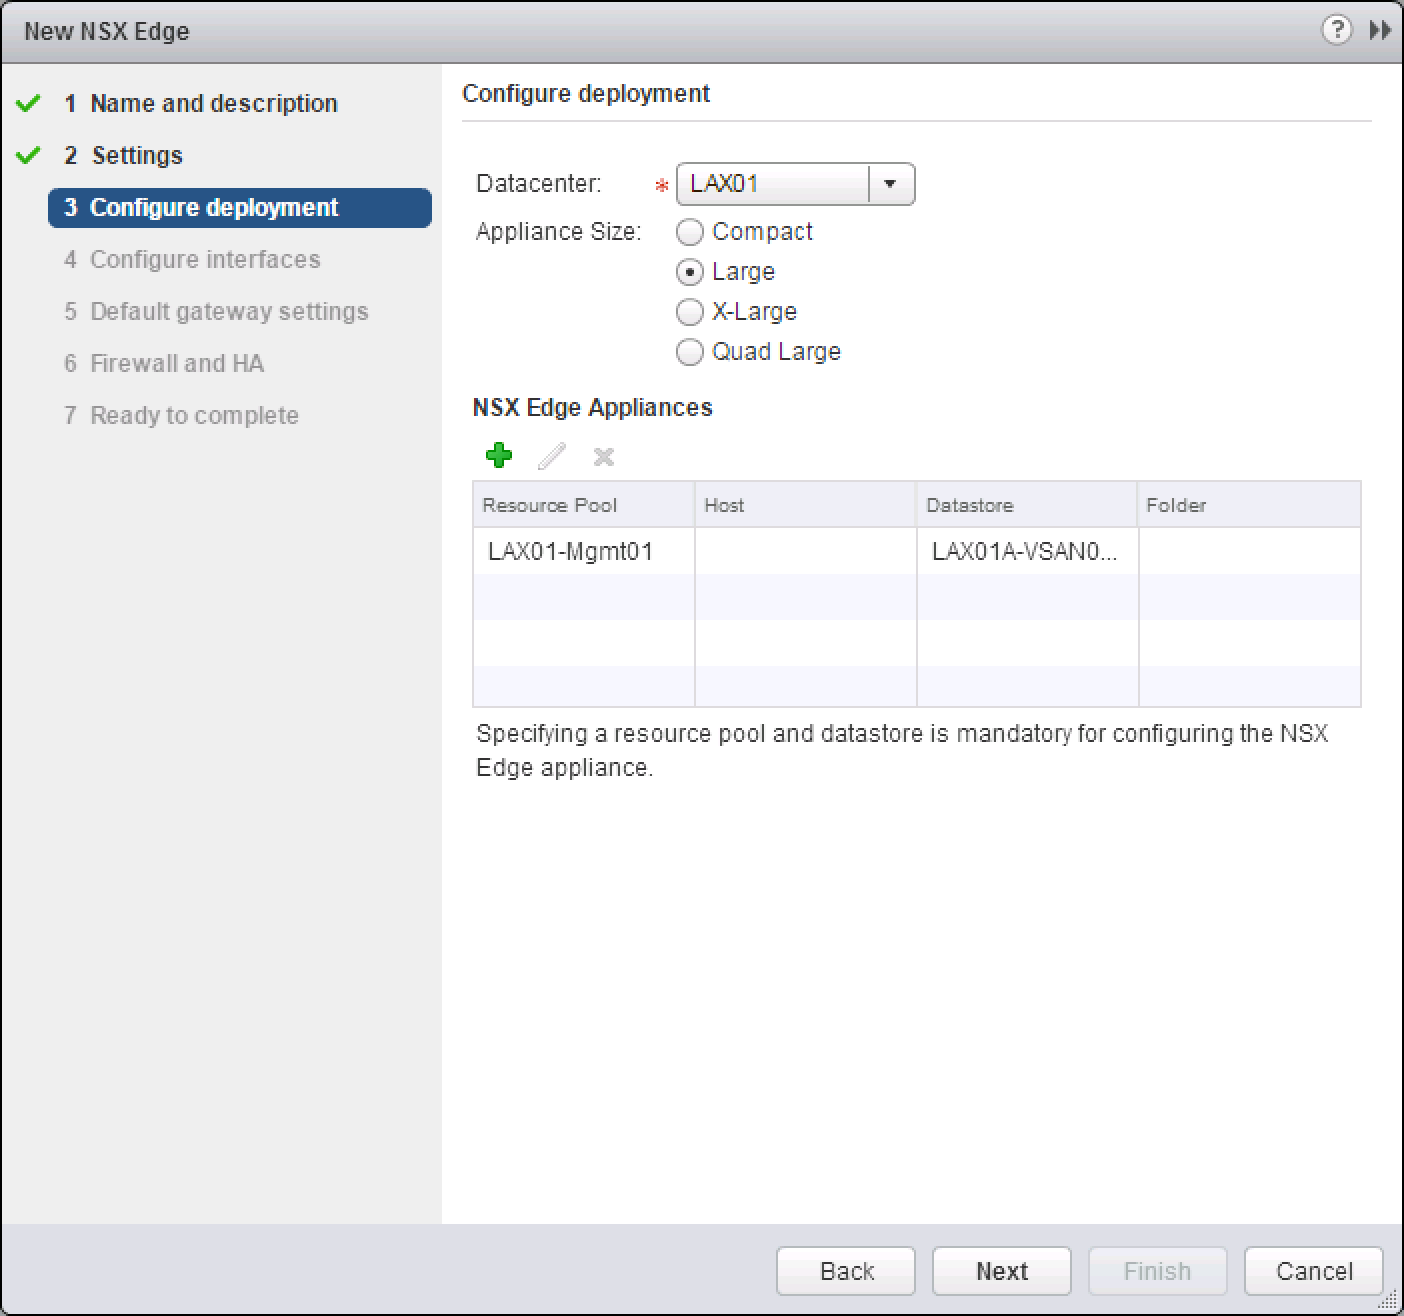 New NSX Edge
?
1 Name and description
2 Settings
3 Configure deployment
4 Configure interfaces
5 Default gateway settings
6 Firewall and HA
7 Ready to complete
Configure deployment
Datacenter: * LAX01
Appliance Size: Compact
Large
X-Large
Quad Large
NSX Edge Appliances
Resource Pool Host Datastore Folder
LAX01-Mgmt01 LAX01A-VSAN0...
Specifying a resource pool and datastore is mandatory for configuring the NSX
Edge appliance.
Back Next Finish Cancel